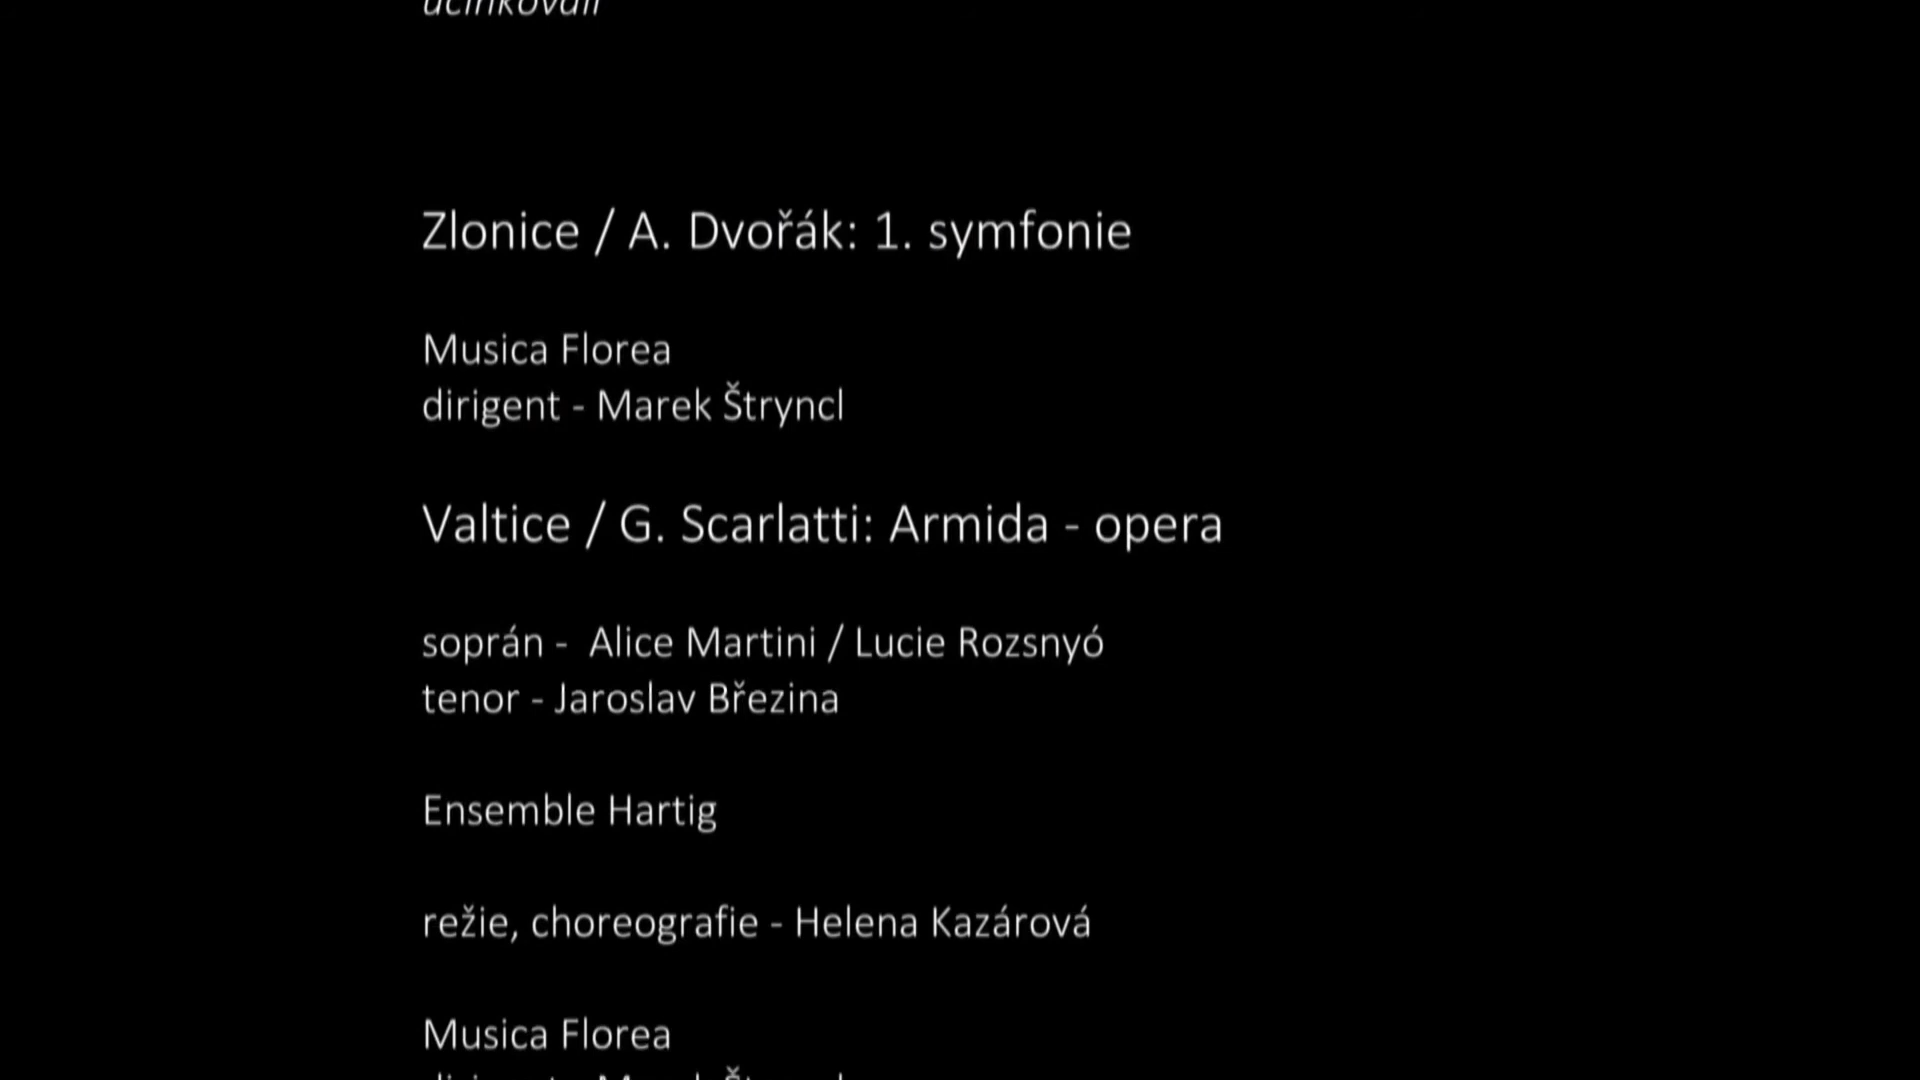 účinkovali
Zlonice / A. Dvořák: 1. symfonie
Musica Florea
dirigent - Marek Štryncl
Valtice / G. Scarlatti: Armida - opera
soprán - Alice Martini / Lucie Rozsnyó
tenor - Jaroslav Březina
Ensemble Hartig
režie, choreografie - Helena Kazárová
Musica Florea